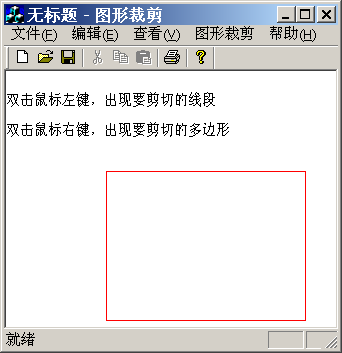 无标题 - 图形裁剪
文件(F) 编辑(E) 查看(V) 图形裁剪 帮助(H)
双击鼠标左键，出现要剪切的线段
双击鼠标右键，出现要剪切的多边形
就绪